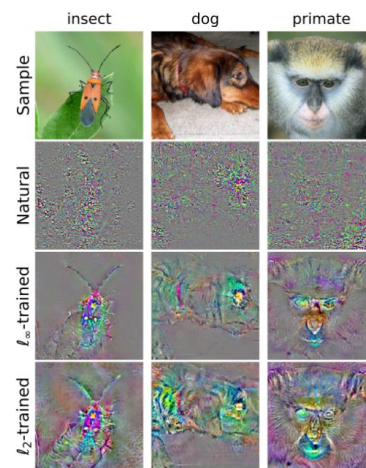 insect dog primate
Sample
Natural
ℓ∞-trained
ℓ2-trained